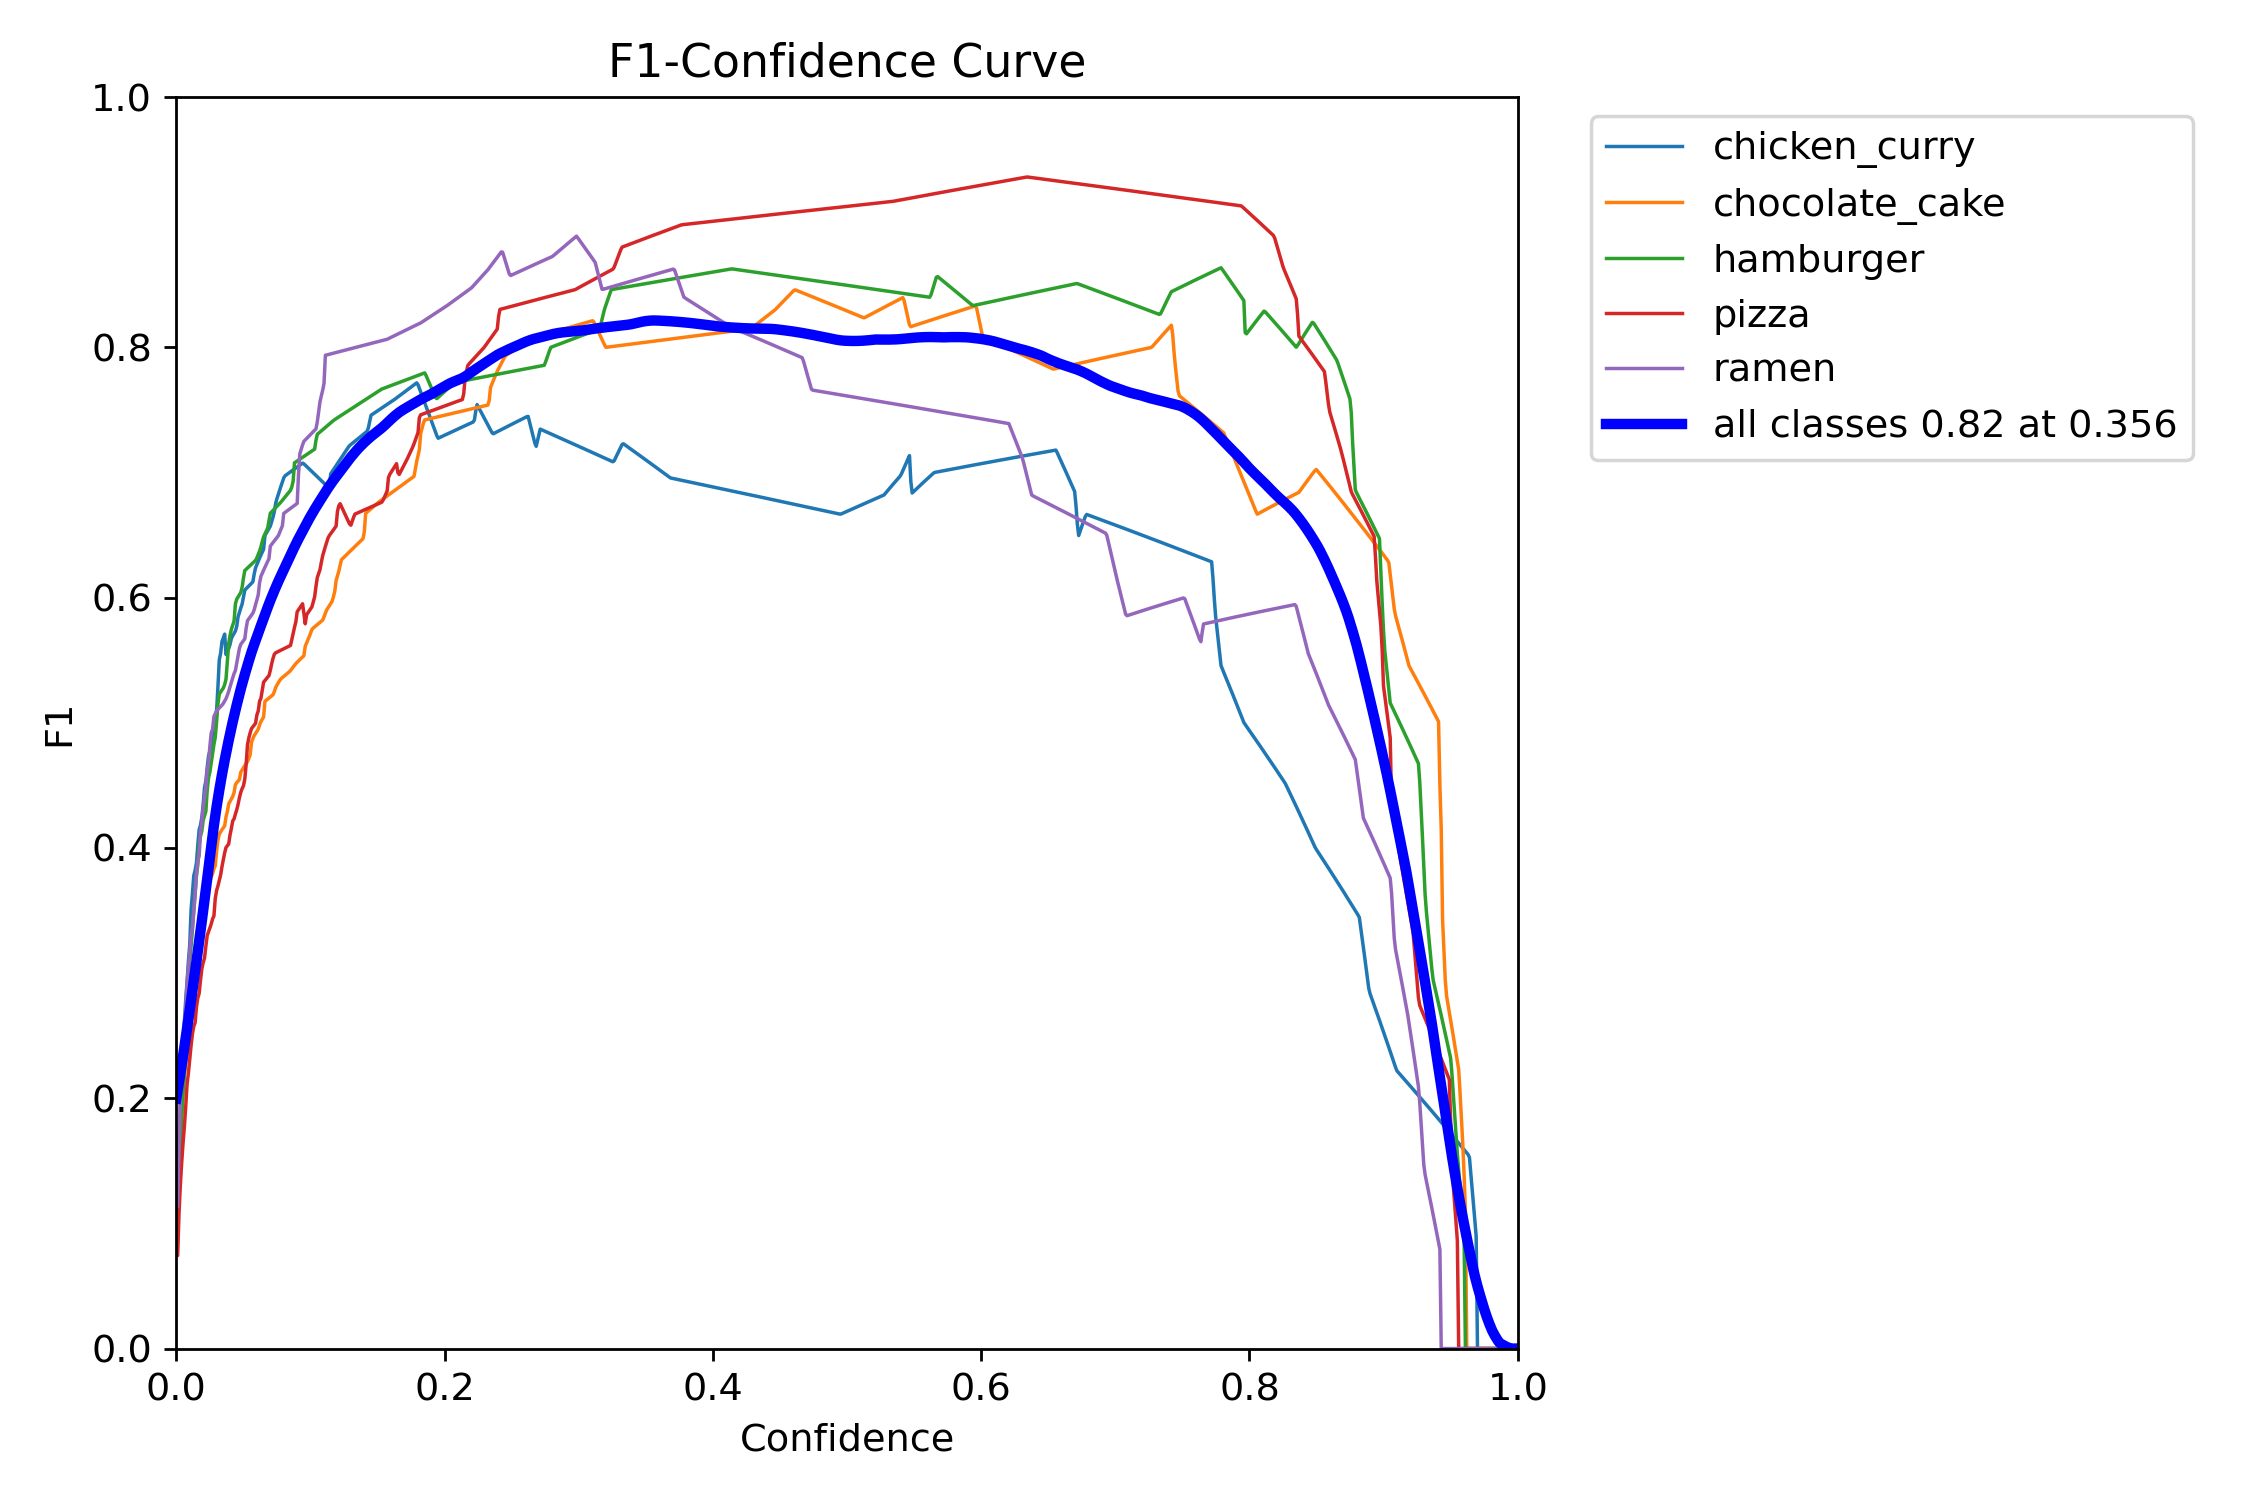 F1-Confidence Curve
1.0
0.8
0.6
0.4
0.2
0.0
F1
0.0 0.2 0.4 0.6 0.8 1.0
Confidence
chicken_curry
chocolate_cake
hamburger
pizza
ramen
all classes 0.82 at 0.356